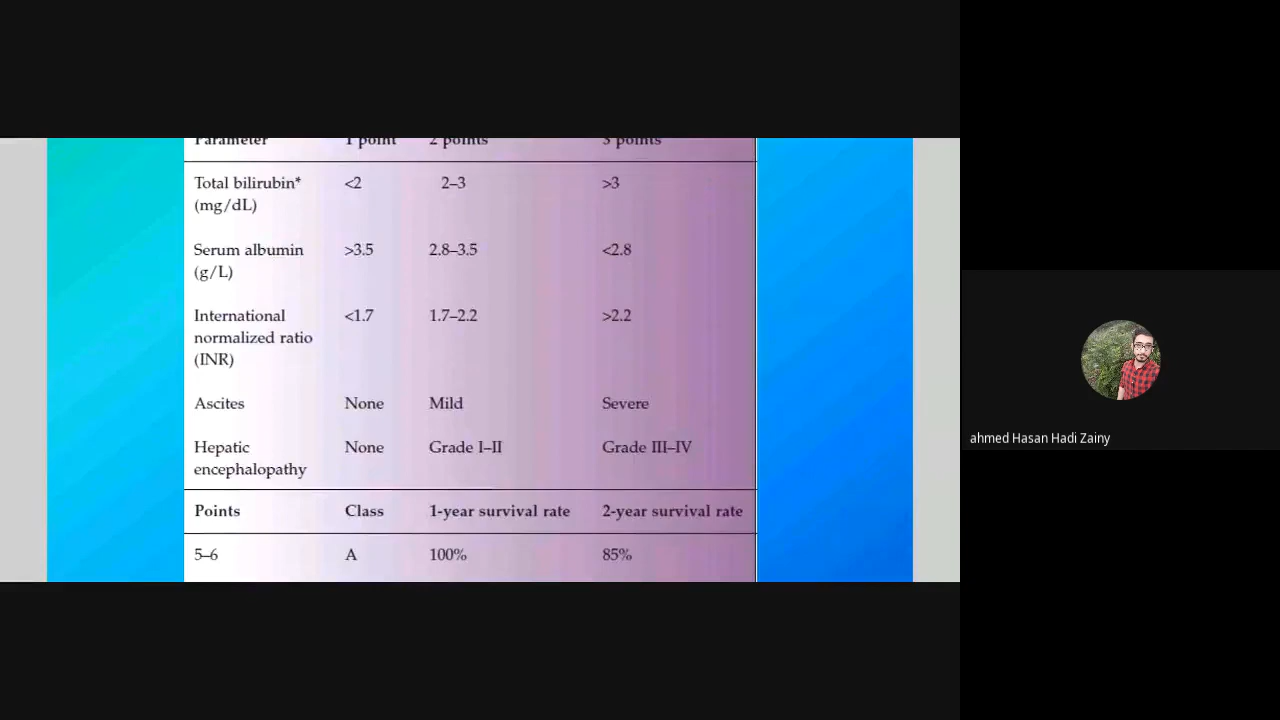 Parameter 1 point 2 points 3 points
Total bilirubin* <2 2–3 >3
(mg/dL)
Serum albumin >3.5 2.8–3.5 <2.8
(g/L)
International <1.7 1.7–2.2 >2.2
normalized ratio
(INR)
Ascites None Mild Severe
Hepatic None Grade I–II Grade III–IV
encephalopathy
Points Class 1-year survival rate 2-year survival rate
5–6 A 100% 85%
ahmed Hasan Hadi Zainy